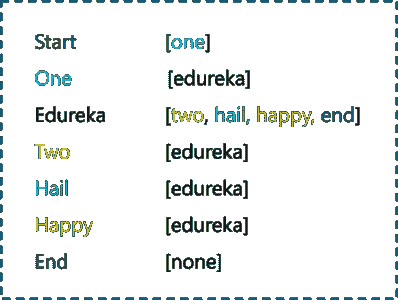 Start [one]
One [edureka]
Edureka [two, hail, happy, end]
Two [edureka]
Hail [edureka]
Happy [edureka]
End [none]